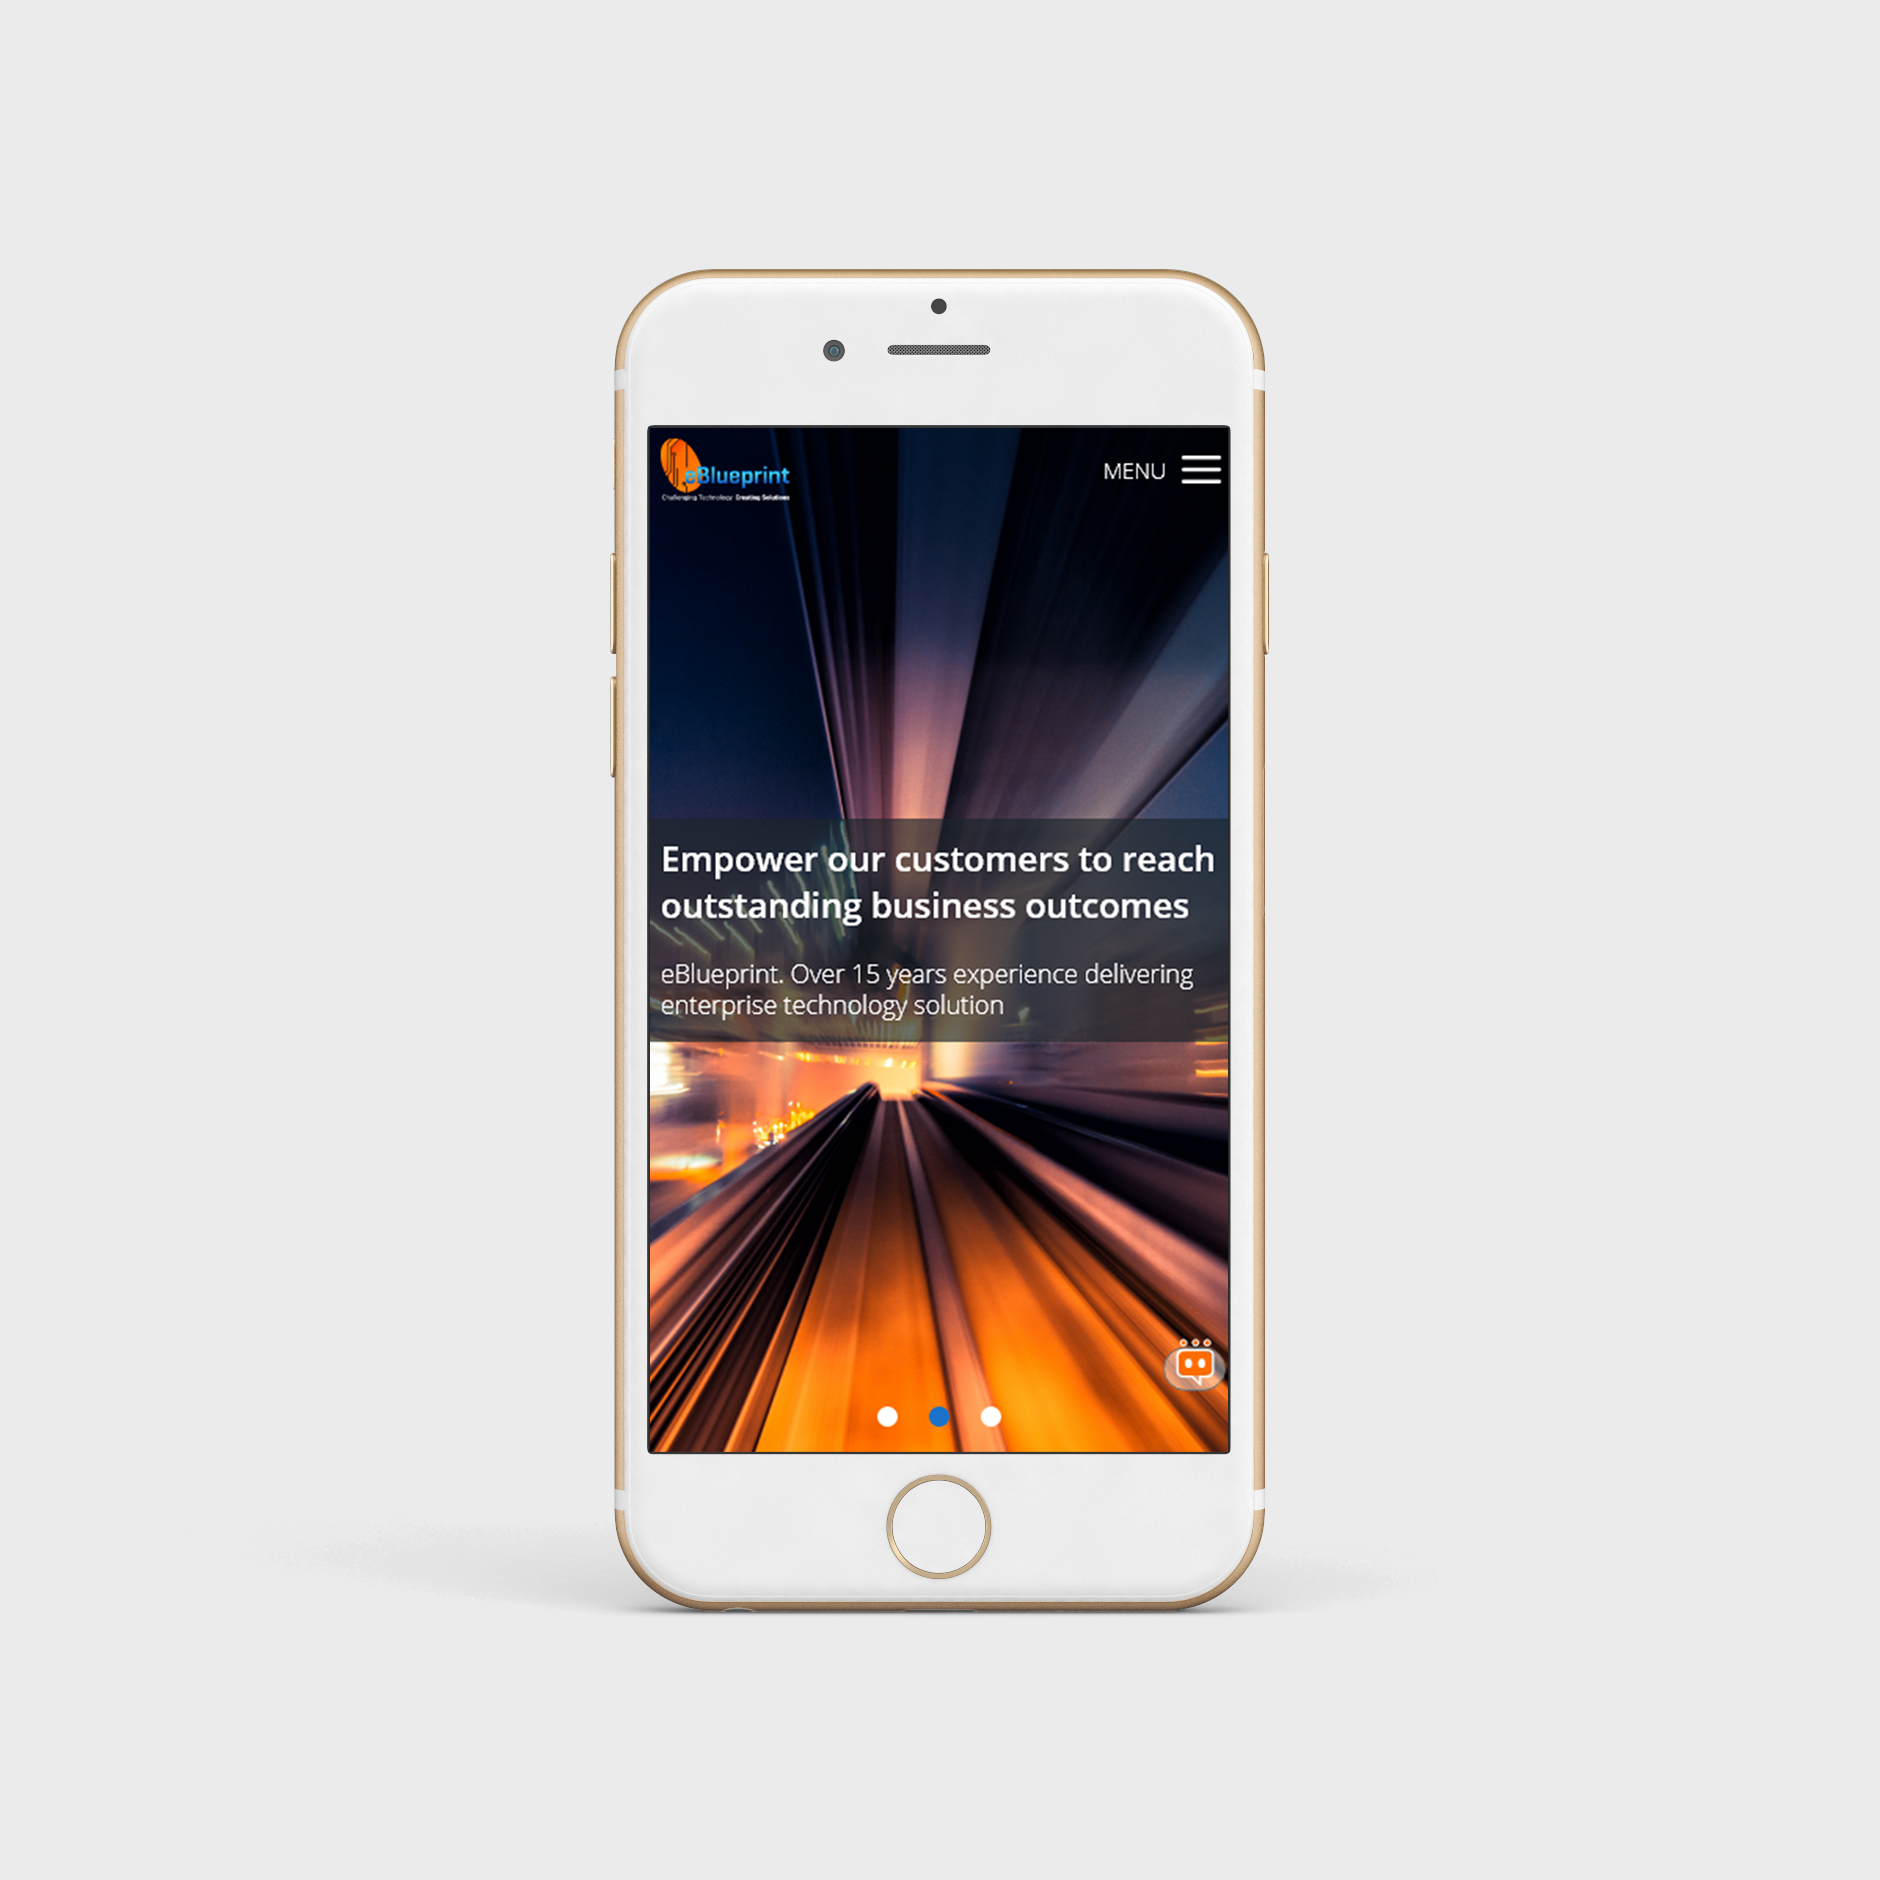 eBlueprint
Challenging Technology Creating Solutions
MENU
Empower our customers to reach
outstanding business outcomes
eBlueprint. Over 15 years experience delivering
enterprise technology solution